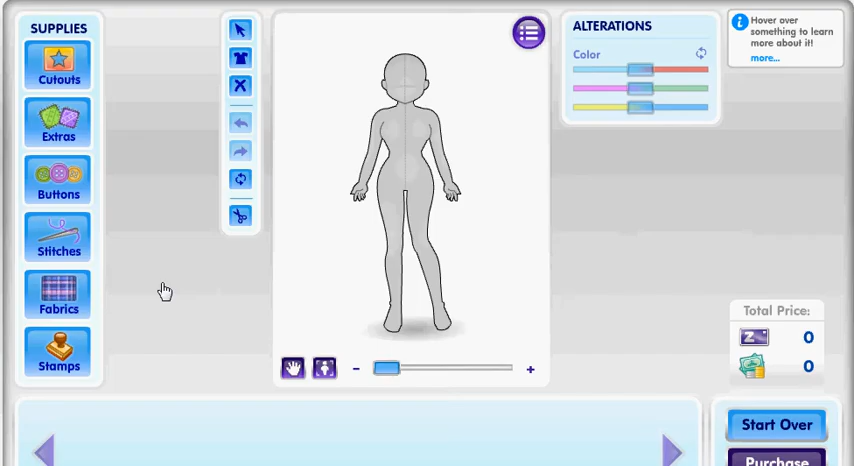 SUPPLIES
Cutouts
Extras
Buttons
Stitches
Fabrics
Stamps
ALTERATIONS
Color
i
Hover over
something to learn
more about it!
more...
- +
Total Price:
Z 0
0
Start Over
Purchase